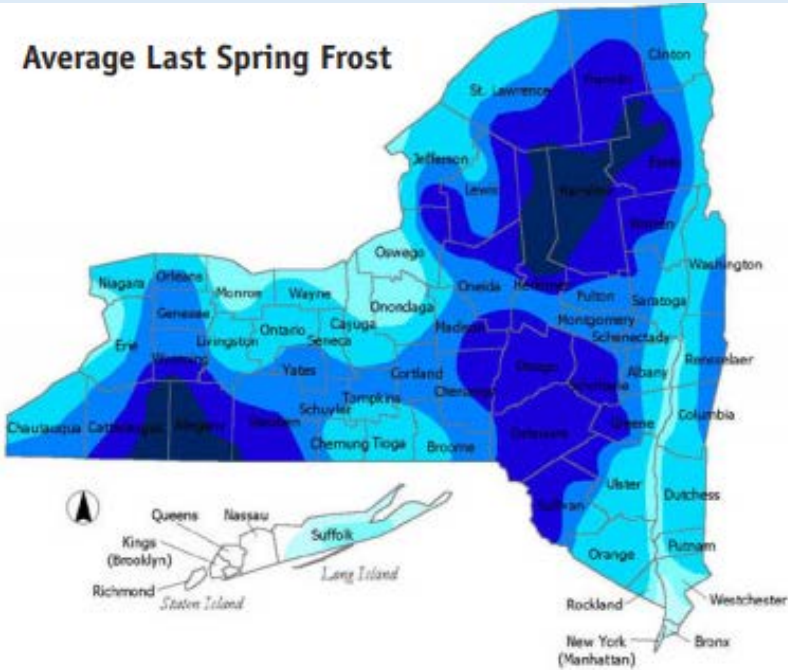 Average Last Spring Frost
Clinton
Franklin
St. Lawrence
Essex
Jefferson
Lewis
Hamilton
Warren
Oswego
Washington
Niagara
Orleans
Monroe
Wayne
Oneida
Herkimer
Fulton
Saratoga
Onondaga
Genesee
Ontario
Cayuga
Madison
Montgomery
Schenectady
Erie
Livingston
Seneca
Wyoming
Yates
Cortland
Otsego
Albany
Rensselaer
Schoharie
Tompkins
Chenango
Schuyler
Chautauqua
Cattaraugus
Allegany
Steuben
Greene
Columbia
Chemung
Tioga
Broome
Delaware
Ulster
Dutchess
Sullivan
Queens
Nassau
Suffolk
Kings
(Brooklyn)
Orange
Putnam
Long Island
Richmond
Staten Island
Rockland
Westchester
New York
(Manhattan)
Bronx